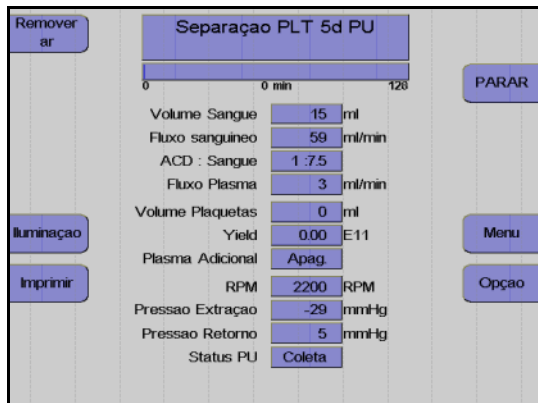 Remover
ar
Separaçao PLT 5d PU
0 0 min 128
PARAR
Volume Sangue 15 ml
Fluxo sanguineo 59 ml/min
ACD : Sangue 1 :7.5
Fluxo Plasma 3 ml/min
Volume Plaquetas 0 ml
Iluminaçao
Yield 0.00 E11
Menu
Plasma Adicional Apag.
Imprimir
RPM 2200 RPM
Opçao
Pressao Extraçao -29 mmHg
Pressao Retorno 5 mmHg
Status PU Coleta